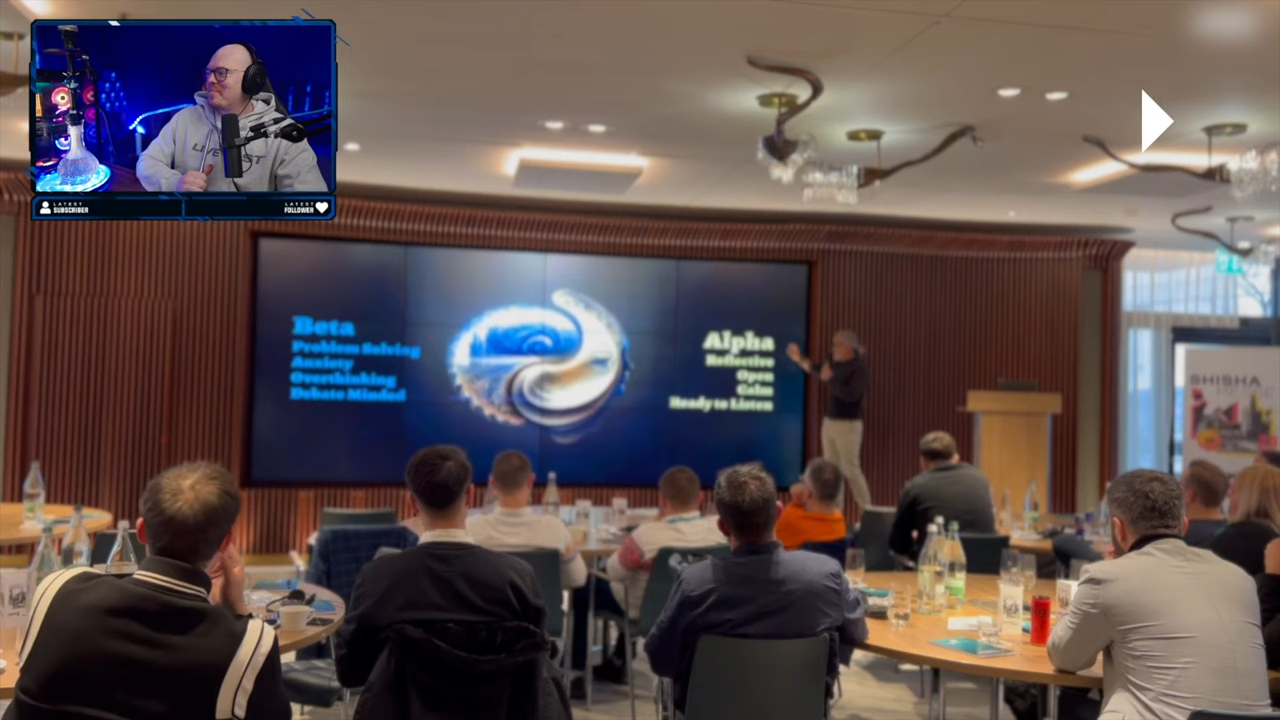 LATEST
SUBSCRIBER
LATEST
FOLLOWER
Beta
Problem Solving
Anxiety
Overthinking
Debate Minded
Alpha
Reflective
Open
Calm
Ready to Listen
SHISHA